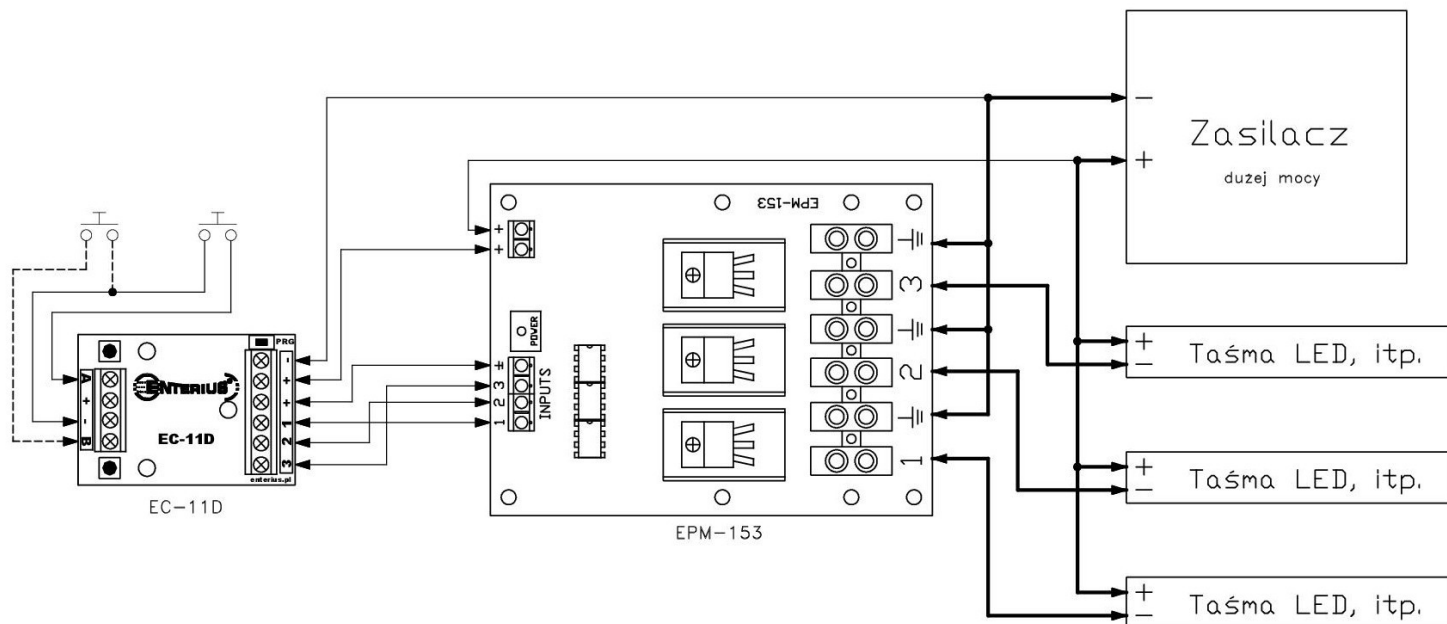 Zasilacz
dużej mocy
−
+
EPM-153
+
+
POWER
INPUTS
3
2
1
3
2
1
A
+
-
B
ENTERIUS
EC-11D
PRG
-
+
+
1
2
3
enterius.pl
EC-11D
EPM-153
+
−
Taśma LED, itp.
+
−
Taśma LED, itp.
+
−
Taśma LED, itp.